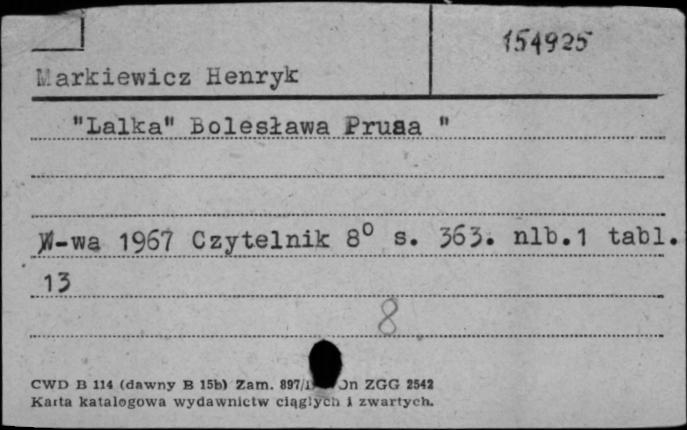 154925
Markiewicz Henryk
"Lalka" Bolesława Prusa "
W-wa 1967 Czytelnik 8° s. 363. nlb.1 tabl.
13
8
CWD B 114 (dawny B 15b) Zam. 897/ ZGG 2542
Karta katalogowa wydawnictw ciągłych i zwartych.